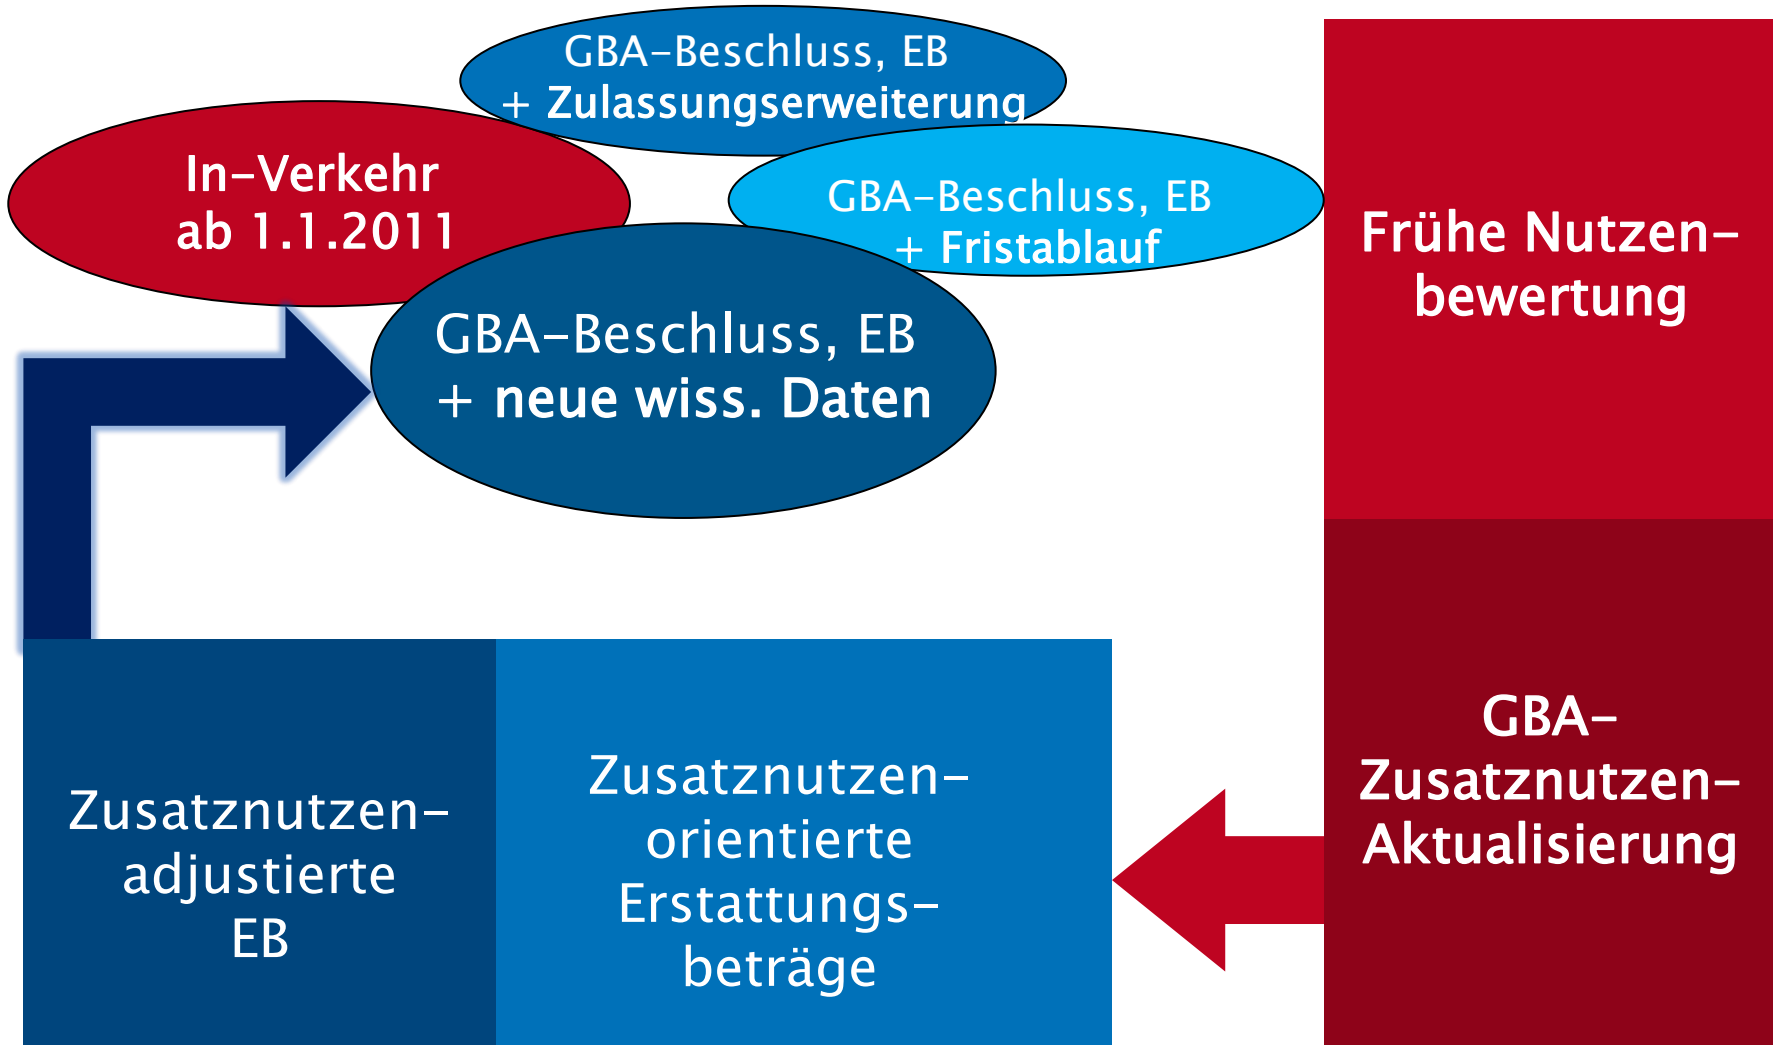 GBA-Beschluss, EB
+ Zulassungserweiterung
In-Verkehr
ab 1.1.2011
GBA-Beschluss, EB
+ Fristablauf
GBA-Beschluss, EB
+ neue wiss. Daten
Frühe Nutzen-
bewertung
GBA-
Zusatznutzen-
Aktualisierung
Zusatznutzen-
orientierte
Erstattungs-
beträge
Zusatznutzen-
adjustierte
EB